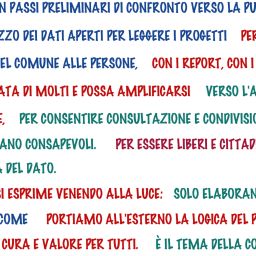 N PASSI PRELIMINARI DI CONFRONTO VERSO LA PU
ZZO DEI DATI APERTI PER LEGGERE I PROGETTI PE
EL COMUNE ALLE PERSONE, CON I REPORT, CON I
ATA DI MOLTI E POSSA AMPLIFICARSI VERSO L'A
E, PER CONSENTIRE CONSULTAZIONE E CONDIVISIO
ANO CONSAPEVOLI. PER ESSERE LIBERI E CITTAD
A DEL DATO.
SI ESPRIME VENENDO ALLA LUCE: SOLO ELABORAN
COME PORTIAMO ALL'ESTERNO LA LOGICA DEL P
CURA E VALORE PER TUTTI. È IL TEMA DELLA CO